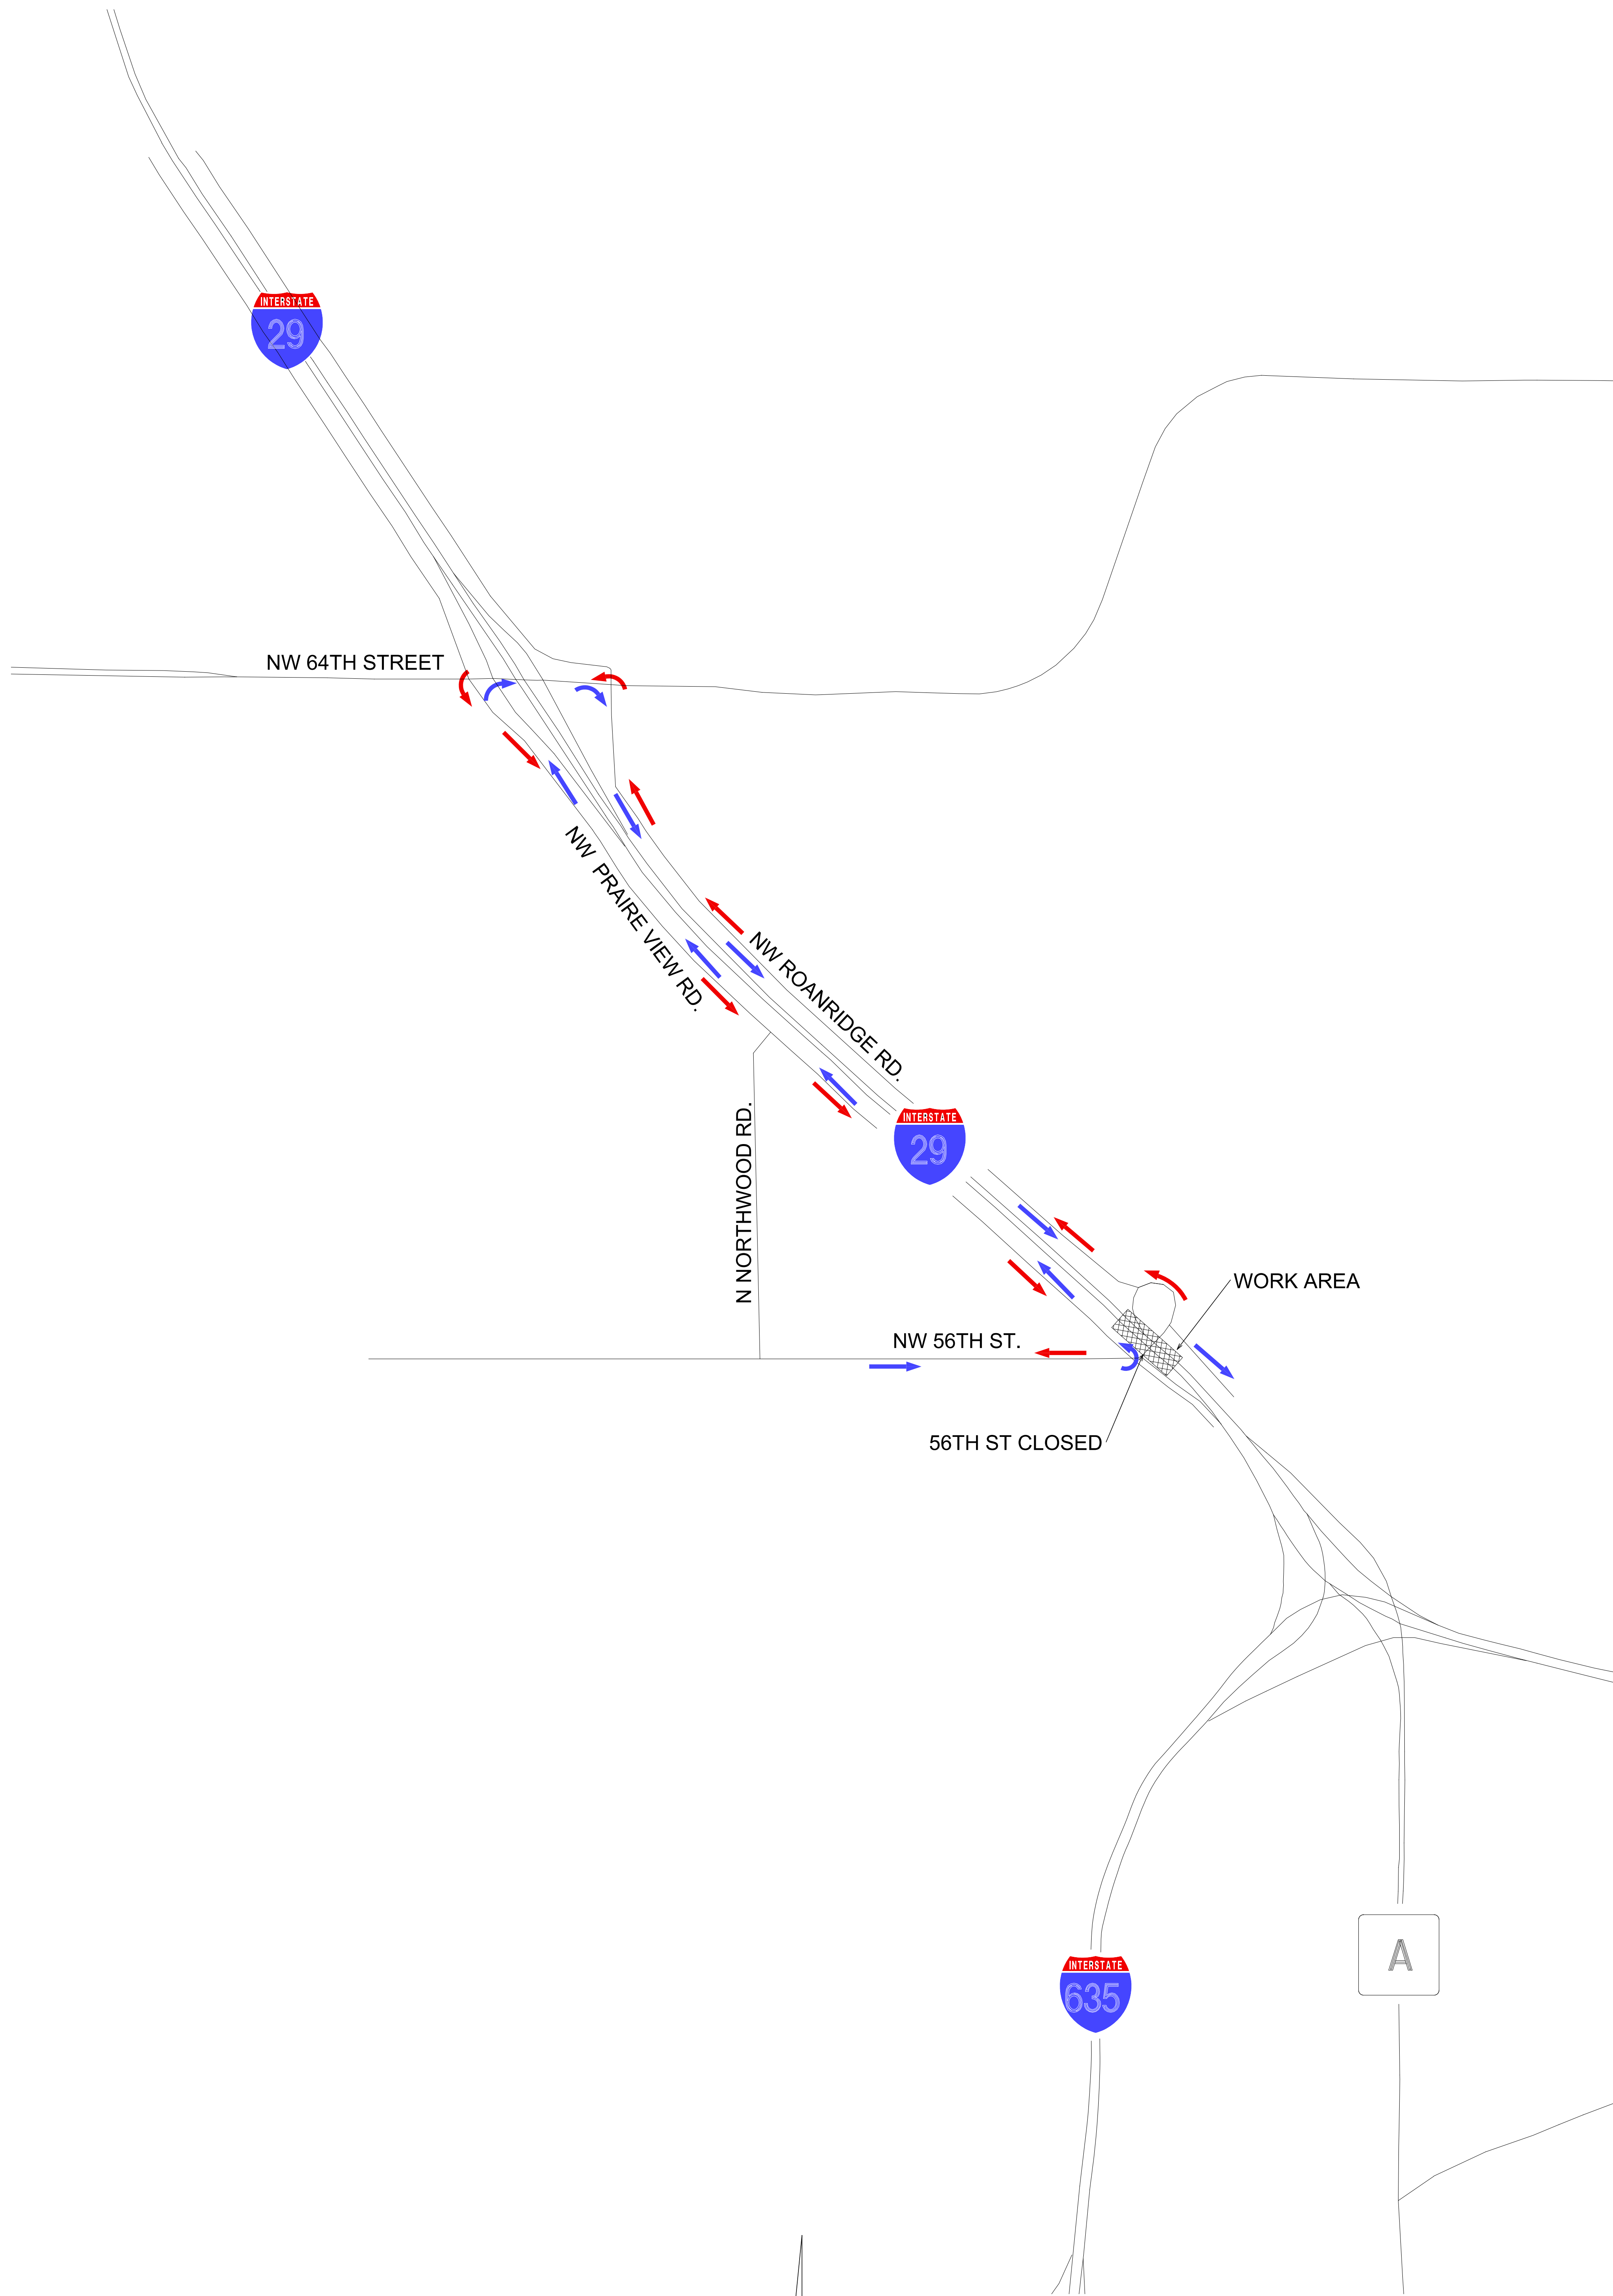 INTERSTATE
29
NW 64TH STREET
NW PRAIRE VIEW RD.
NW ROANRIDGE RD.
N NORTHWOOD RD.
INTERSTATE
29
WORK AREA
NW 56TH ST.
56TH ST CLOSED
A
INTERSTATE
635